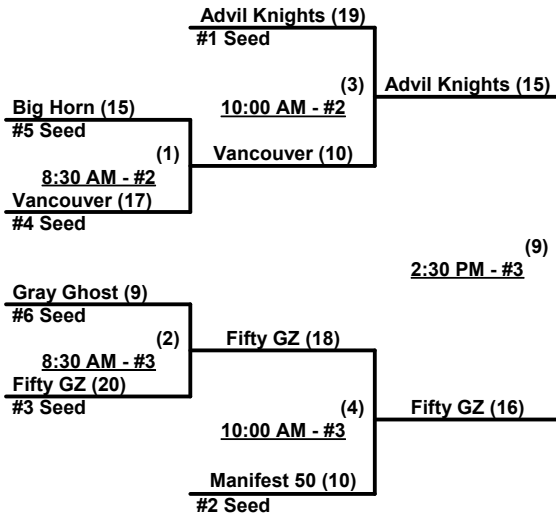 Advil Knights (19)
#1 Seed
(3)
10:00 AM - #2
Advil Knights (15)
Big Horn (15)
#5 Seed
(1)
8:30 AM - #2
Vancouver (10)
Vancouver (17)
#4 Seed
(9)
2:30 PM - #3
Gray Ghost (9)
#6 Seed
(2)
8:30 AM - #3
Fifty GZ (18)
Fifty GZ (20)
#3 Seed
(4)
10:00 AM - #3
Fifty GZ (16)
Manifest 50 (10)
#2 Seed